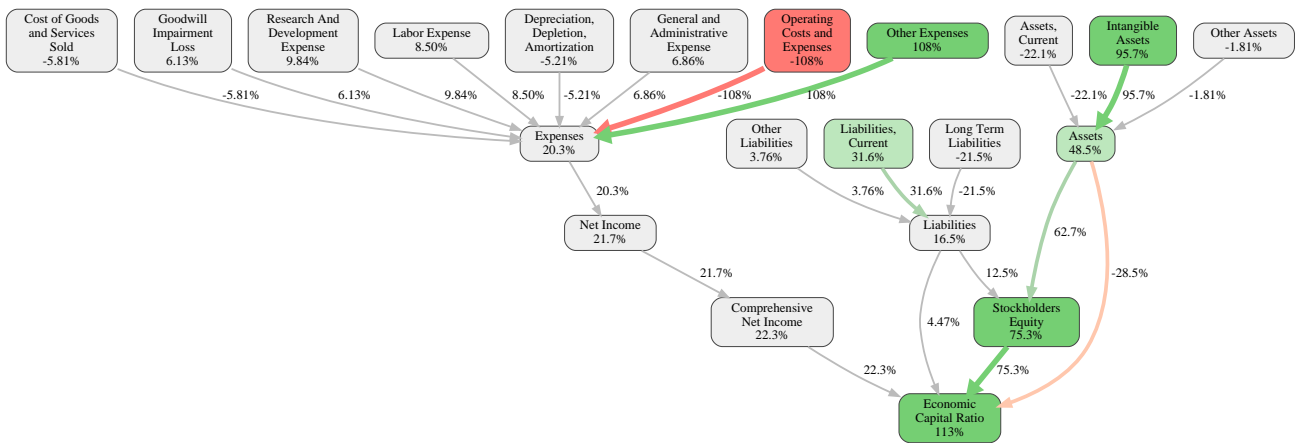 Cost of Goods
and Services
Sold
-5.81%
Goodwill
Impairment
Loss
6.13%
Research And
Development
Expense
9.84%
Labor Expense
8.50%
Depreciation,
Depletion,
Amortization
-5.21%
General and
Administrative
Expense
6.86%
Operating
Costs and
Expenses
-108%
Other Expenses
108%
Assets,
Current
-22.1%
Intangible
Assets
95.7%
Other Assets
-1.81%
-5.81%
6.13%
9.84%
8.50%
-5.21%
6.86%
-108%
108%
-22.1%
95.7%
-1.81%
Expenses
20.3%
Other
Liabilities
3.76%
Liabilities,
Current
31.6%
Long Term
Liabilities
-21.5%
Assets
48.5%
20.3%
3.76%
31.6%
-21.5%
Net Income
21.7%
Liabilities
16.5%
62.7%
21.7%
12.5%
-28.5%
Comprehensive
Net Income
22.3%
4.47%
Stockholders
Equity
75.3%
22.3%
75.3%
Economic
Capital Ratio
113%